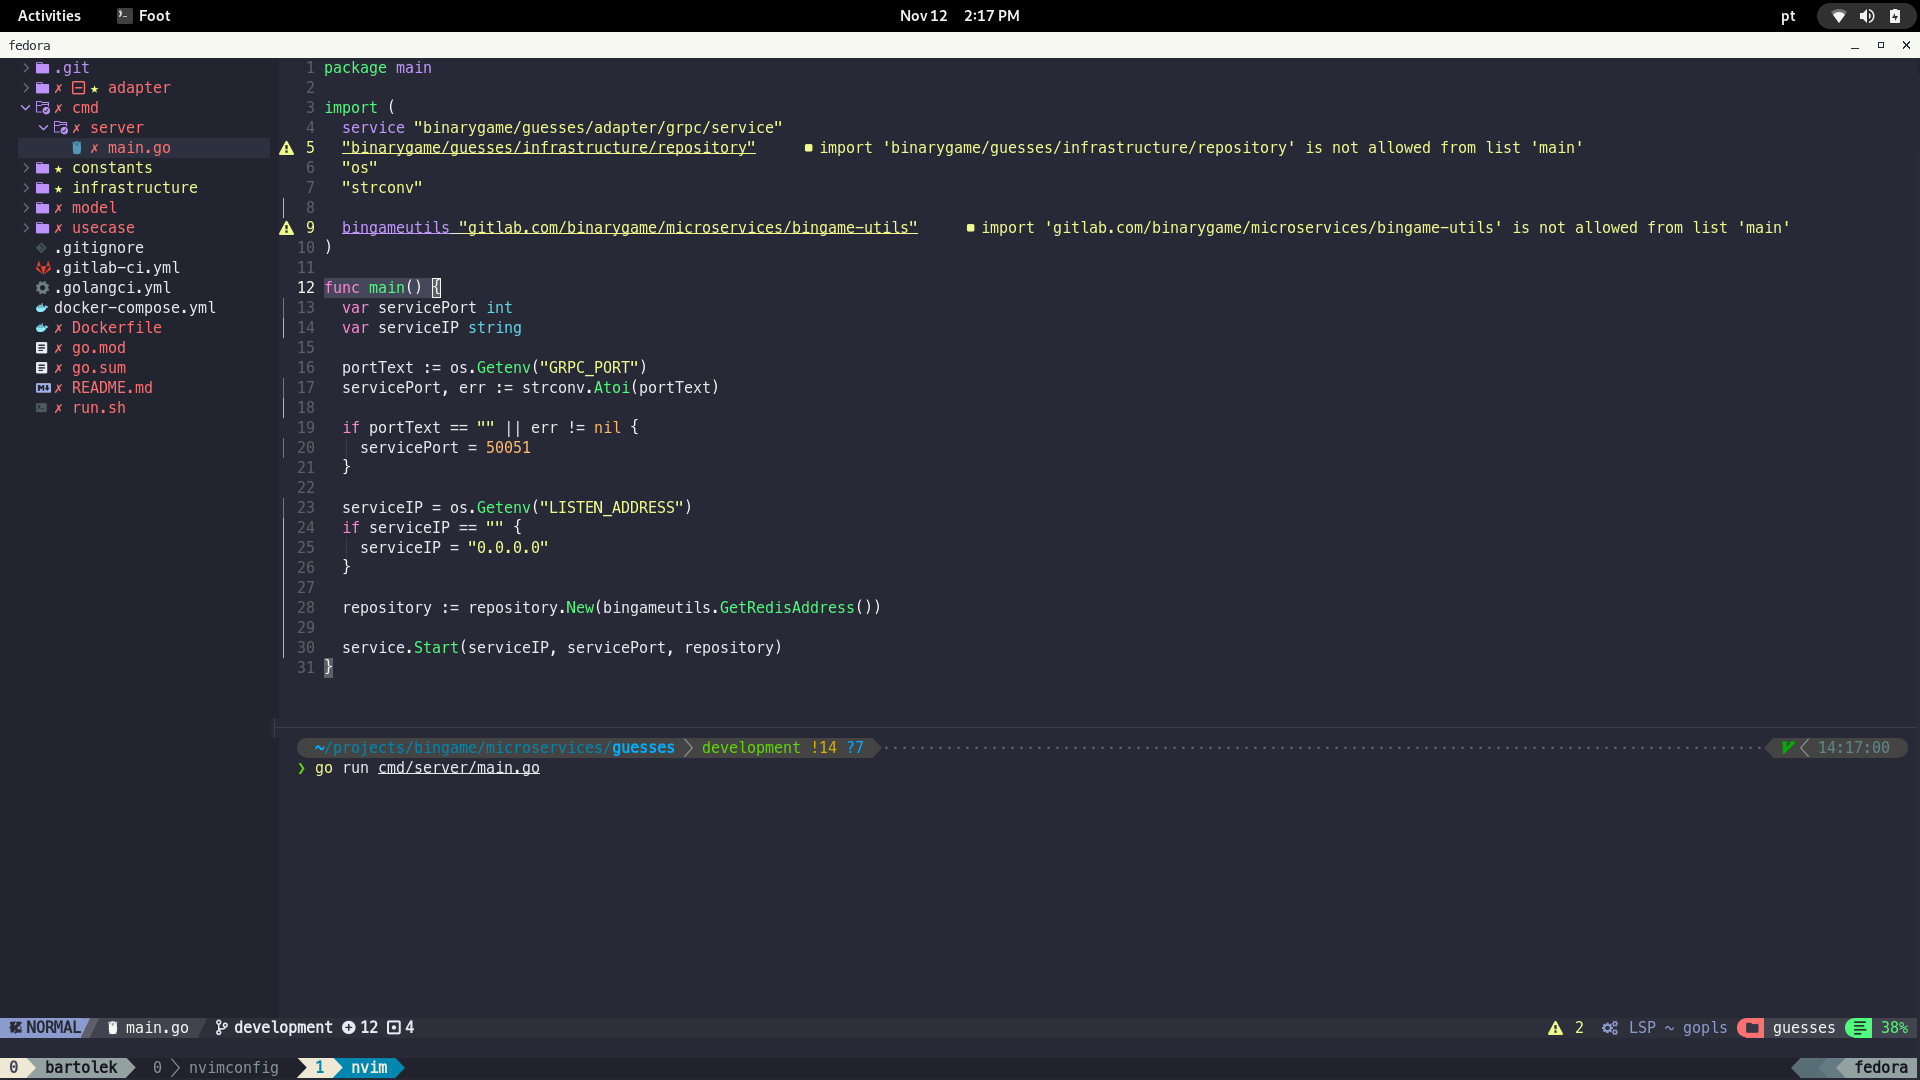 Activities Foot Nov 12 2:17 PM pt
fedora
.git
adapter
cmd
server
main.go
constants
infrastructure
model
usecase
.gitignore
.gitlab-ci.yml
.golangci.yml
docker-compose.yml
Dockerfile
go.mod
go.sum
README.md
run.sh
1 package main
2
3 import (
4 service "binarygame/guesses/adapter/grpc/service"
5 "binarygame/guesses/infrastructure/repository" ■ import 'binarygame/guesses/infrastructure/repository' is not allowed from list 'main'
6 "os"
7 "strconv"
8
9 bingameutils "gitlab.com/binarygame/microservices/bingame-utils" ■ import 'gitlab.com/binarygame/microservices/bingame-utils' is not allowed from list 'main'
10 )
11
12 func main() {
13 var servicePort int
14 var serviceIP string
15
16 portText := os.Getenv("GRPC_PORT")
17 servicePort, err := strconv.Atoi(portText)
18
19 if portText == "" || err != nil {
20 servicePort = 50051
21 }
22
23 serviceIP = os.Getenv("LISTEN_ADDRESS")
24 if serviceIP == "" {
25 serviceIP = "0.0.0.0"
26 }
27
28 repository := repository.New(bingameutils.GetRedisAddress())
29
30 service.Start(serviceIP, servicePort, repository)
31 }
~/projects/bingame/microservices/guesses development !14 ?7 14:17:00
❯ go run cmd/server/main.go
NORMAL main.go development 12 4 2 LSP ~ gopls guesses 38%
0 bartolek 0 nvimconfig 1 nvim fedora